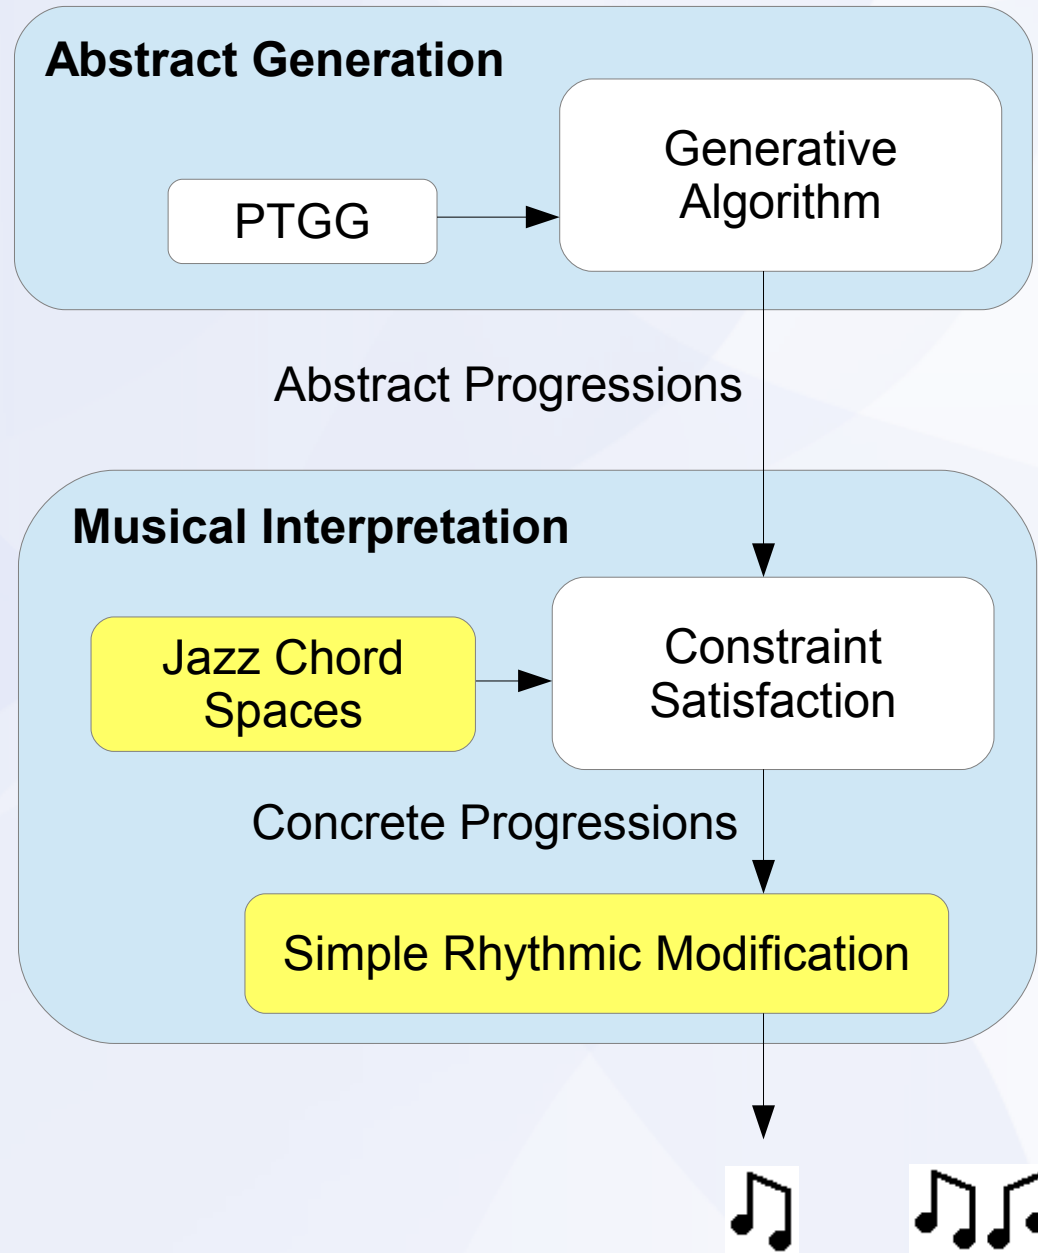 Abstract Generation
Generative
Algorithm
PTGG
Abstract Progressions
Musical Interpretation
Jazz Chord
Spaces
Constraint
Satisfaction
Concrete Progressions
Simple Rhythmic Modification